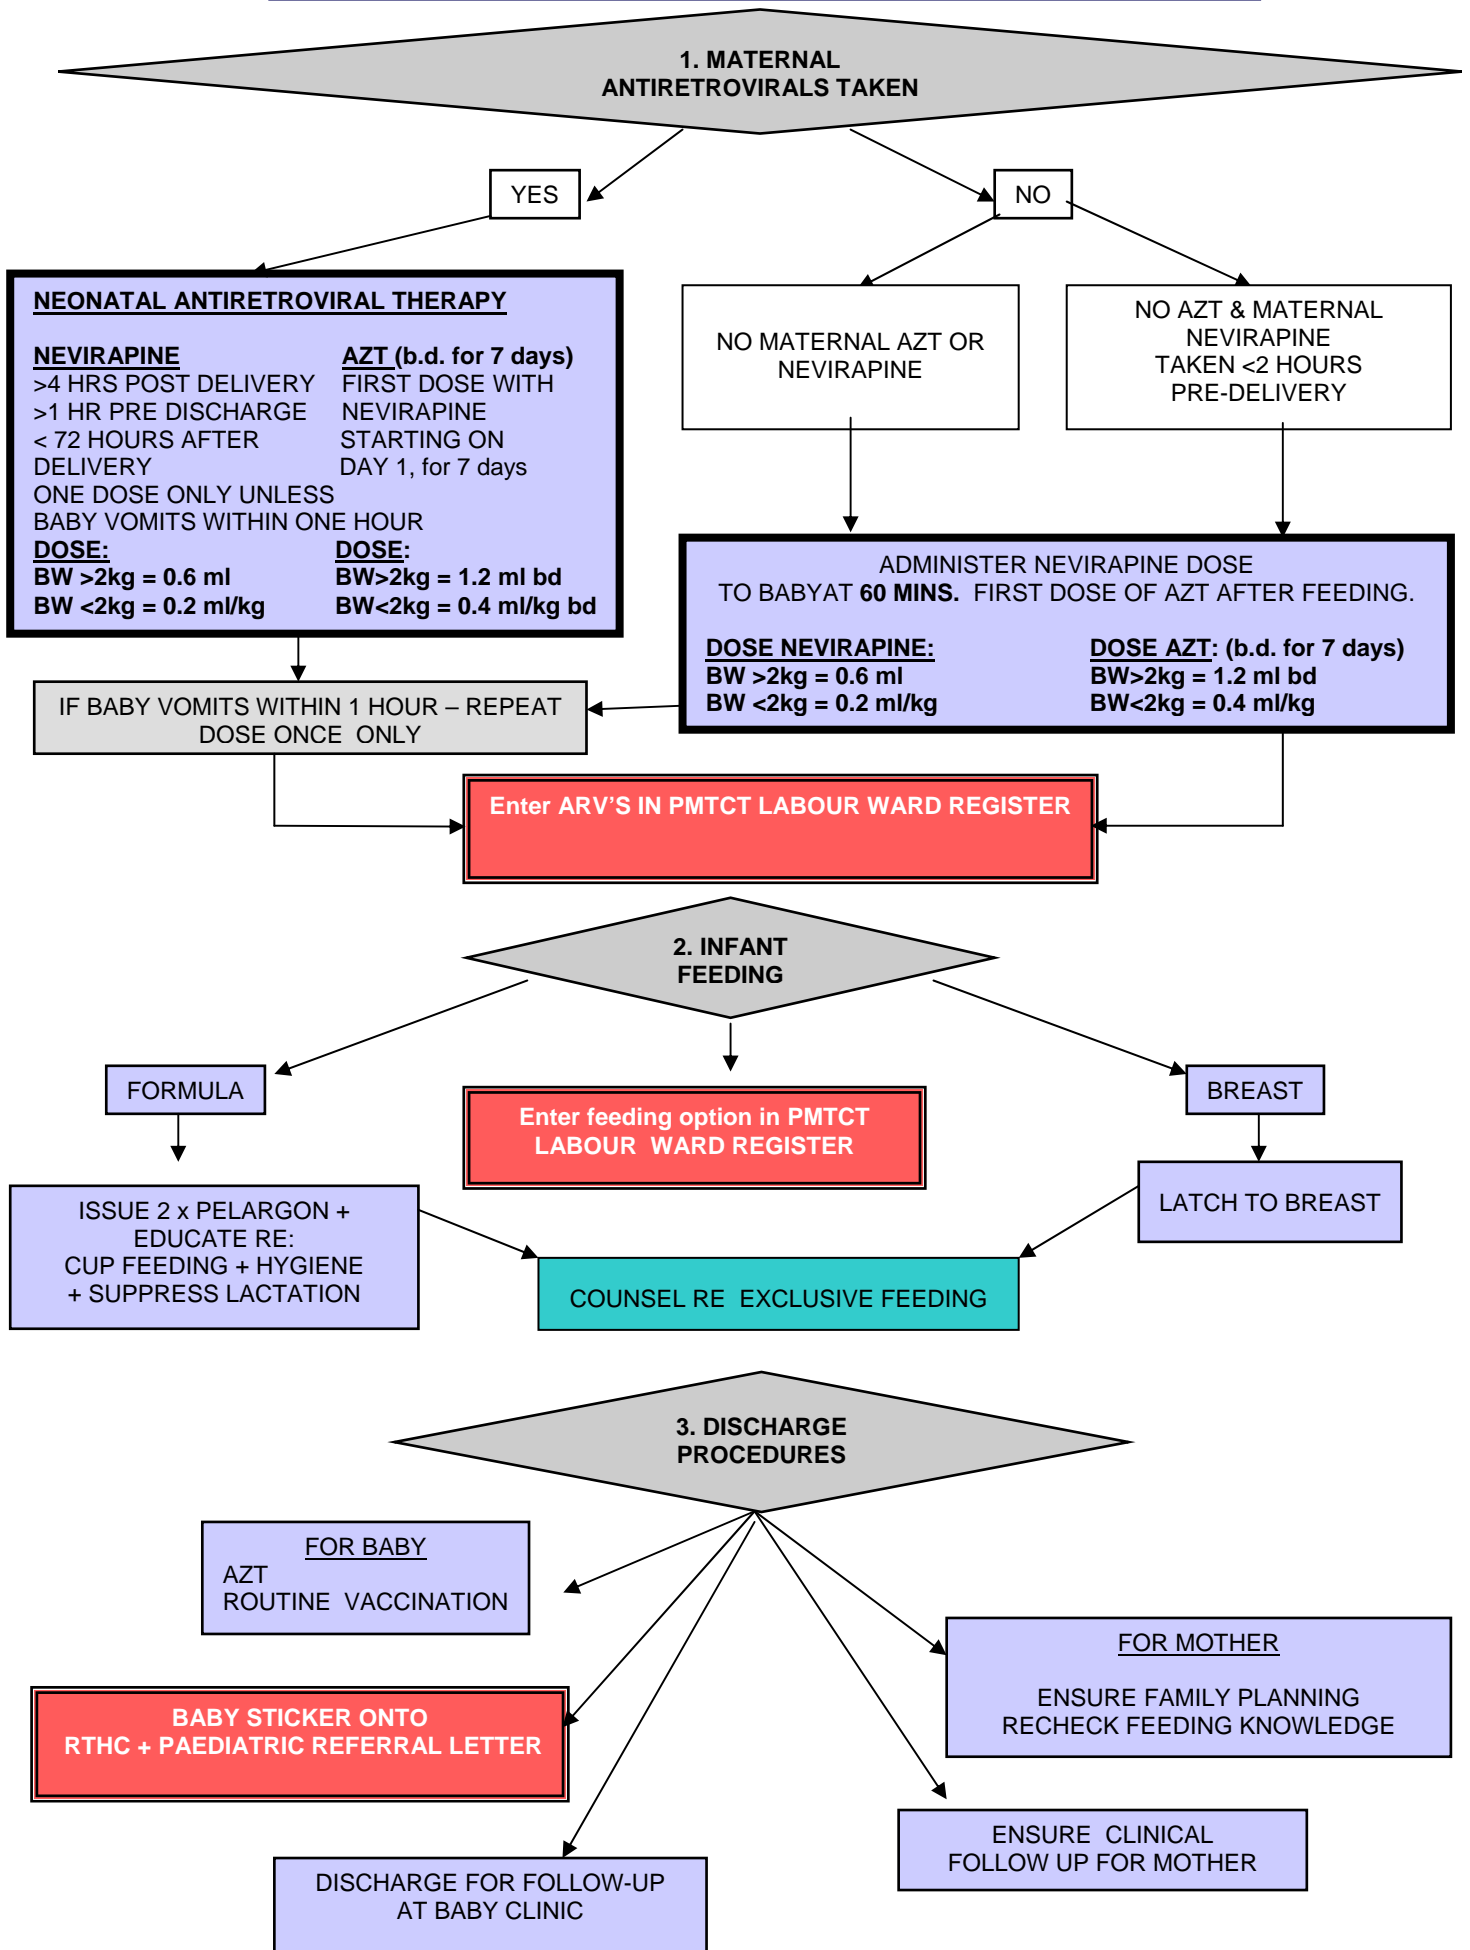 1. MATERNAL
ANTIRETROVIRALS TAKEN
YES
NO
NEONATAL ANTIRETROVIRAL THERAPY
NEVIRAPINE AZT (b.d. for 7 days)
>4 HRS POST DELIVERY FIRST DOSE WITH
>1 HR PRE DISCHARGE NEVIRAPINE
< 72 HOURS AFTER STARTING ON
DELIVERY DAY 1, for 7 days
ONE DOSE ONLY UNLESS
BABY VOMITS WITHIN ONE HOUR
DOSE: DOSE:
BW >2kg = 0.6 ml BW>2kg = 1.2 ml bd
BW <2kg = 0.2 ml/kg BW<2kg = 0.4 ml/kg bd
NO MATERNAL AZT OR
NEVIRAPINE
NO AZT & MATERNAL
NEVIRAPINE
TAKEN <2 HOURS
PRE-DELIVERY
ADMINISTER NEVIRAPINE DOSE
TO BABYAT 60 MINS. FIRST DOSE OF AZT AFTER FEEDING.
DOSE NEVIRAPINE: DOSE AZT: (b.d. for 7 days)
BW >2kg = 0.6 ml BW>2kg = 1.2 ml bd
BW <2kg = 0.2 ml/kg BW<2kg = 0.4 ml/kg
IF BABY VOMITS WITHIN 1 HOUR – REPEAT
DOSE ONCE ONLY
Enter ARV'S IN PMTCT LABOUR WARD REGISTER
2. INFANT
FEEDING
FORMULA
Enter feeding option in PMTCT
LABOUR WARD REGISTER
BREAST
ISSUE 2 x PELARGON +
EDUCATE RE:
CUP FEEDING + HYGIENE
+ SUPPRESS LACTATION
LATCH TO BREAST
COUNSEL RE EXCLUSIVE FEEDING
3. DISCHARGE
PROCEDURES
FOR BABY
AZT
ROUTINE VACCINATION
FOR MOTHER
ENSURE FAMILY PLANNING
RECHECK FEEDING KNOWLEDGE
BABY STICKER ONTO
RTHC + PAEDIATRIC REFERRAL LETTER
ENSURE CLINICAL
FOLLOW UP FOR MOTHER
DISCHARGE FOR FOLLOW-UP
AT BABY CLINIC